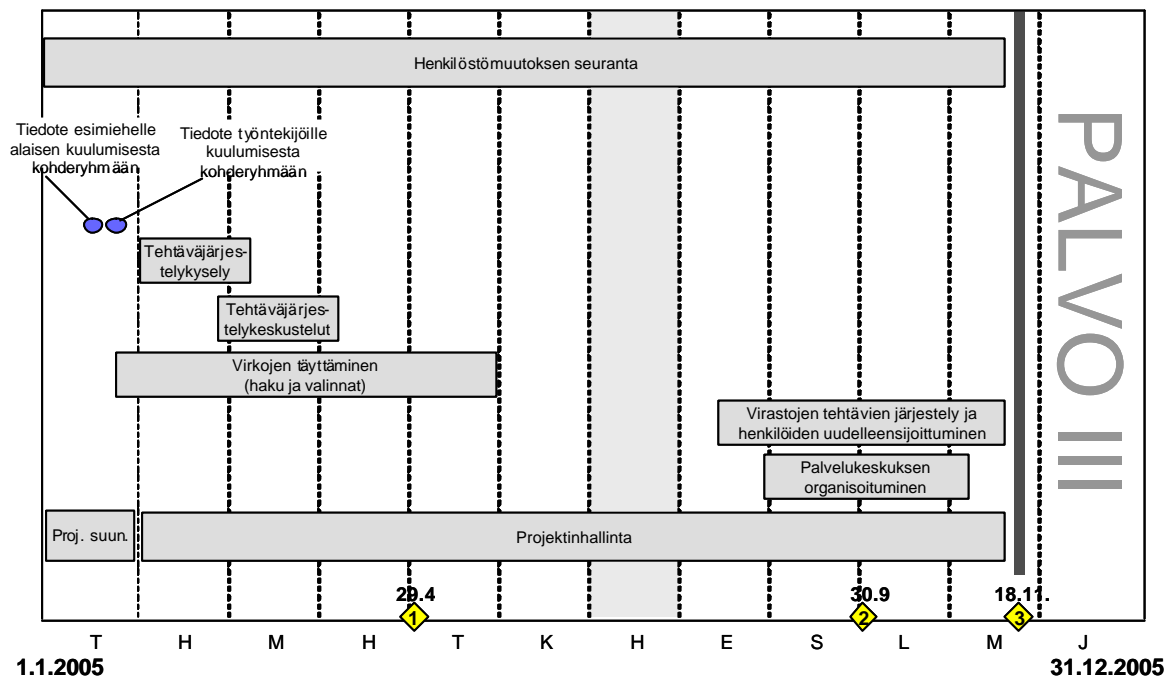 Henkilöstömuutoksen seuranta
Tiedote esimiehelle
alaisen kuulumisesta
kohderyhmään
Tiedote työntekijöille
kuulumisesta
kohderyhmään
Tehtäväjärjes-
telykysely
Tehtäväjärjes-
telykeskustelut
Virkojen täyttäminen
(haku ja valinnat)
Virastojen tehtävien järjestely ja
henkilöiden uudelleensijoittuminen
Palvelukeskuksen
organisoituminen
Proj. suun.
Projektinhallinta
PALVO III
29.4
30.9
18.11.
1
2
3
T H M H T K H E S L M J
1.1.2005
31.12.2005